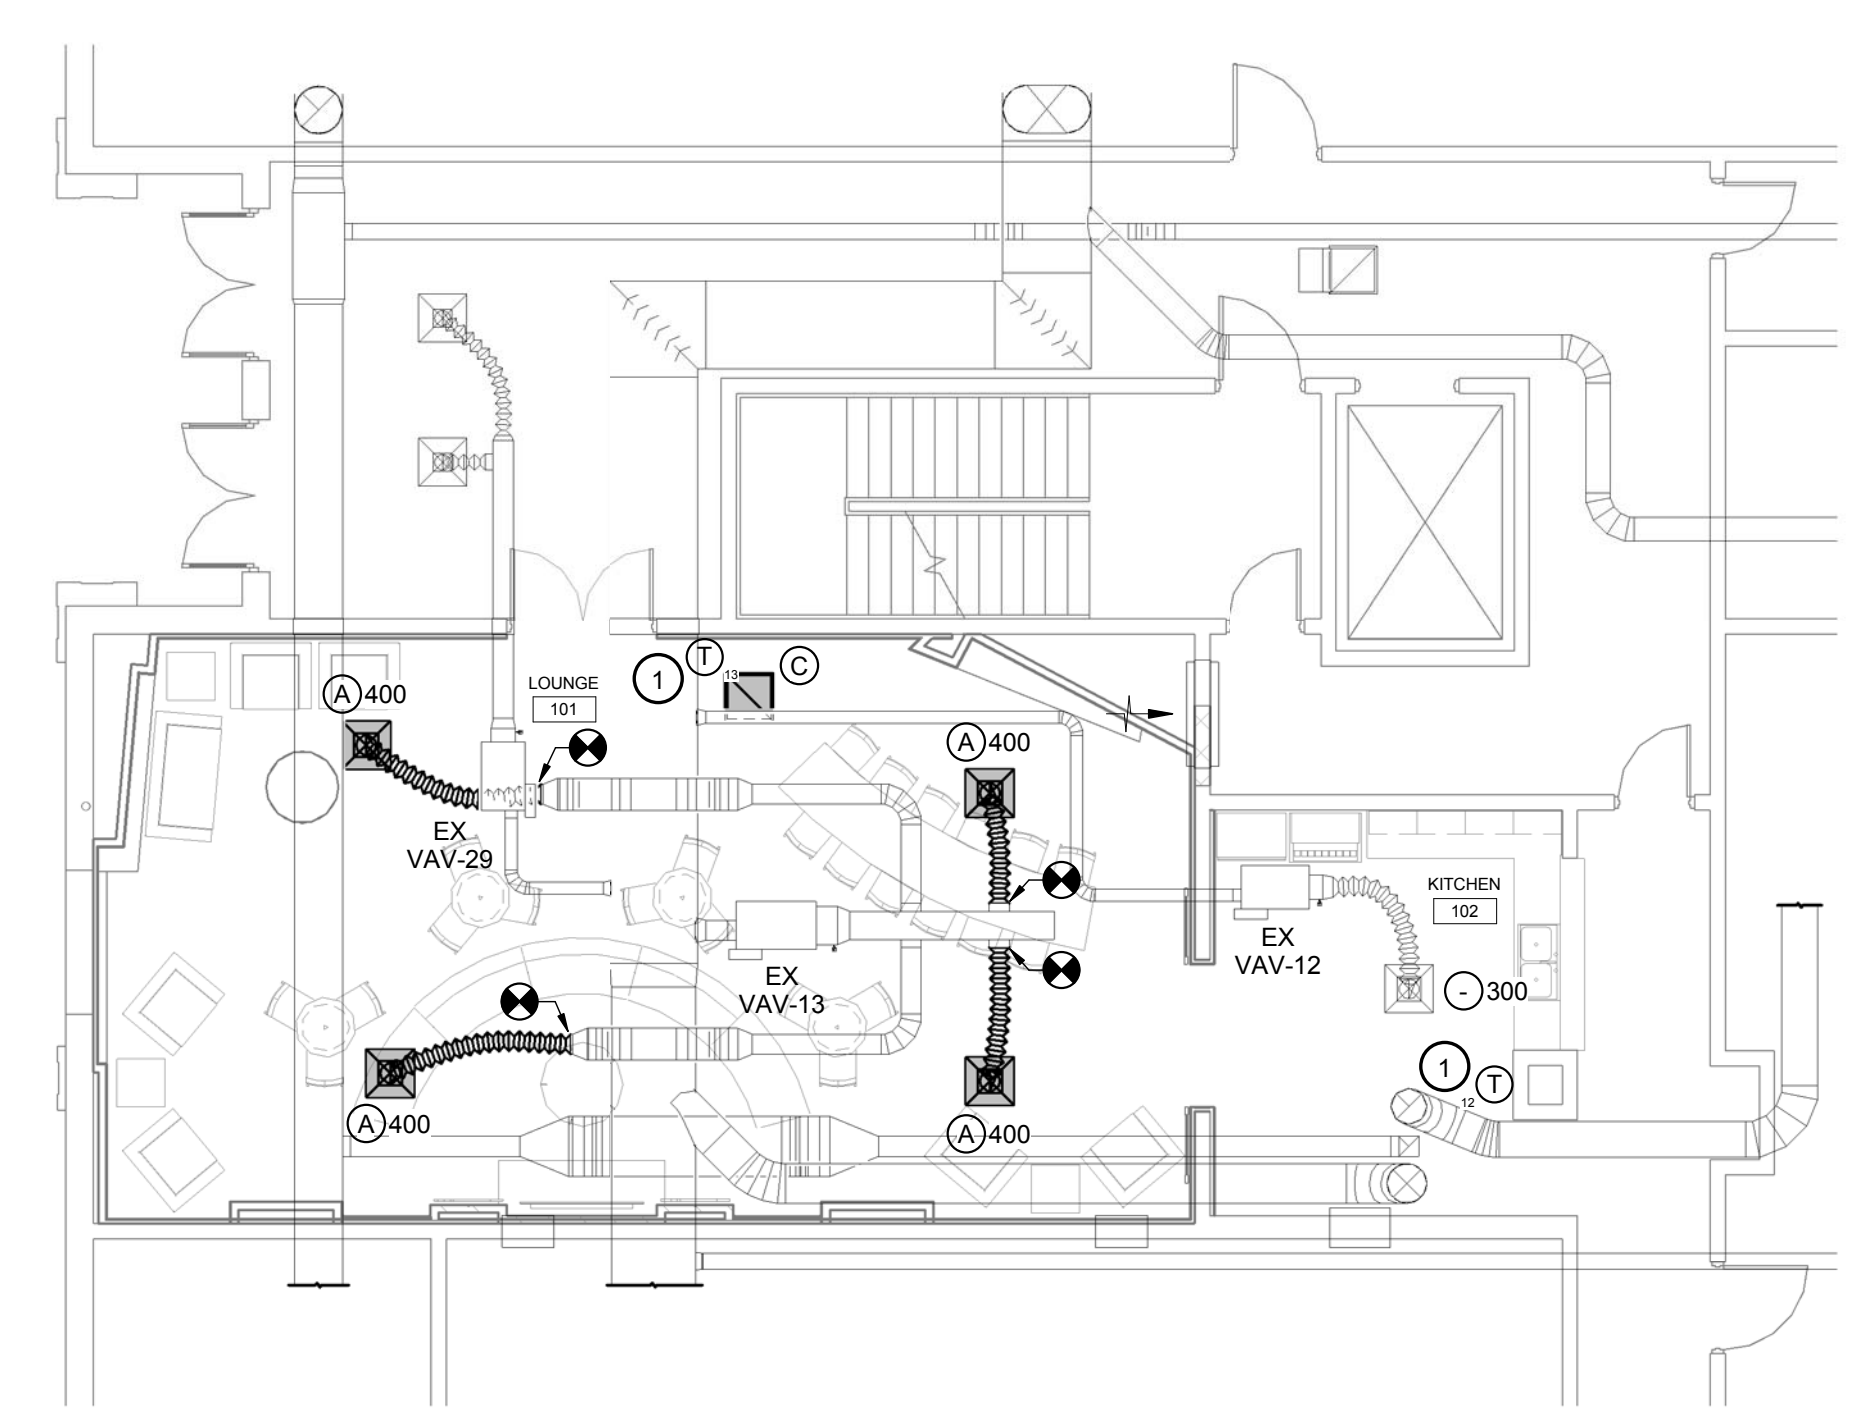 LOUNGE
101
T
C
1
13
A 400
A 400
EX
VAV-29
KITCHEN
102
EX
VAV-12
EX
VAV-13
- 300
1
T
12
A 400
A 400